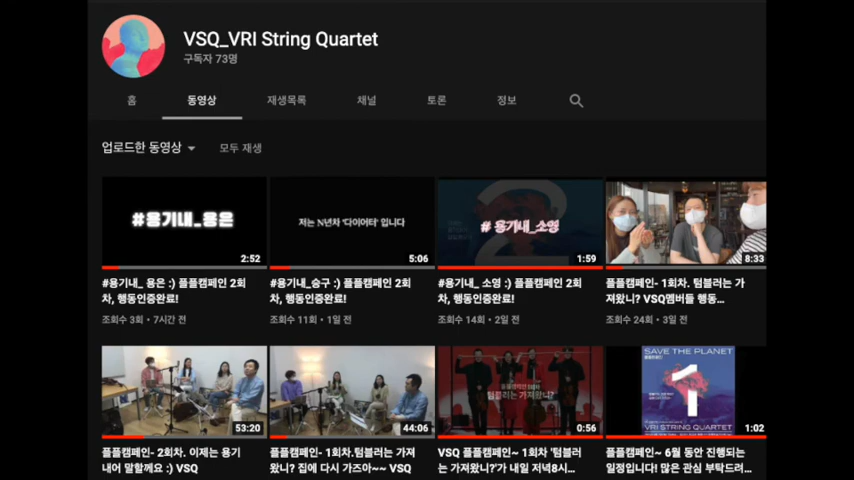 VSQ_VRI String Quartet
구독자 73명
홈
동영상
재생목록
채널
토론
정보
업로드한 동영상
모두 재생
#용기내_용은
2:52
저는 N년차 '다이어터' 입니다
5:06
# 용기내_소영
1:59
8:33
#용기내_ 용은 :) 플플캠페인 2회
차, 행동인증완료!
조회수 3회 • 7시간 전
#용기내_승구 :) 플플캠페인 2회
차, 행동인증완료!
조회수 11회 • 1일 전
#용기내_ 소영 :) 플플캠페인 2회
차, 행동인증완료!
조회수 14회 • 2일 전
플플캠페인- 1회차. 텀블러는 가
져왔니? VSQ멤버들 행동…
조회수 24회 • 3일 전
53:20
44:06
텀블러는 가져왔니?
0:56
SAVE THE PLANET
1
VRI STRING QUARTET
1:02
플플캠페인- 2회차. 이제는 용기
내어 말할께요 :) VSQ
플플캠페인- 1회차.텀블러는 가져
왔니? 집에 다시 가즈아~~ VSQ
VSQ 플플캠페인~ 1회차 '텀블러
는 가져왔니?'가 내일 저녁8시…
플플캠페인~ 6월 동안 진행되는
일정입니다! 많은 관심 부탁드려…